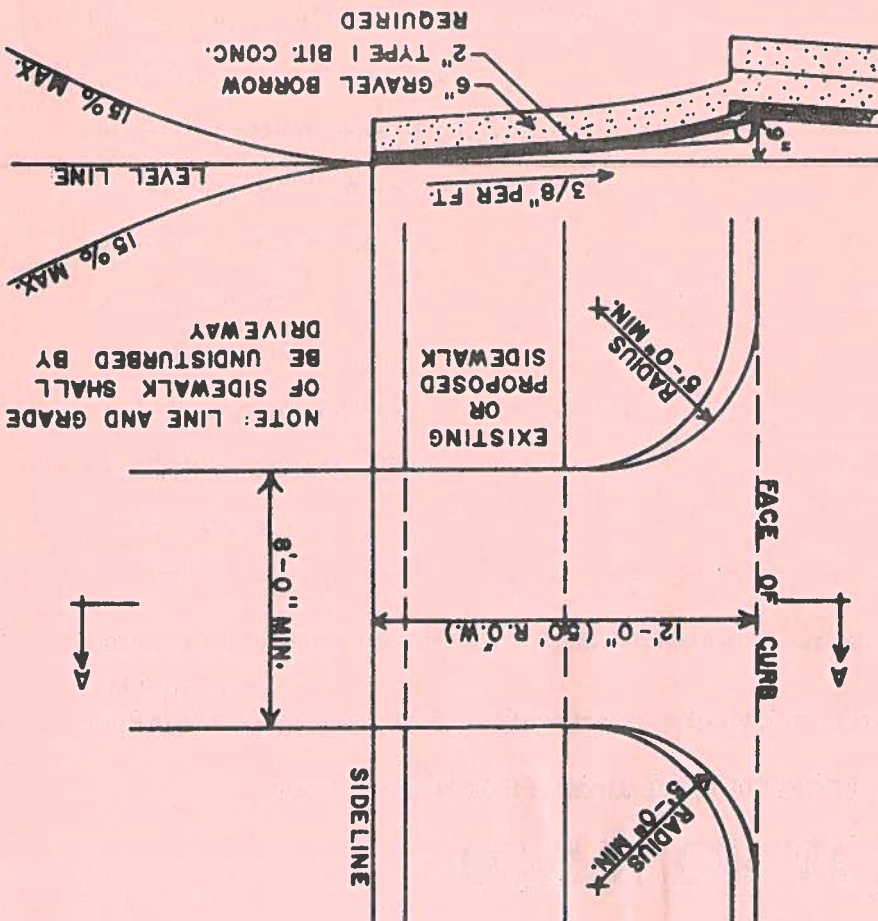 RADIUS
5'-0" MIN.
SIDELINE
A
A
12'-0" (50' R.O.W.)
8'-0" MIN.
FACE OF CURB
EXISTING
OR
PROPOSED
SIDEWALK
RADIUS
5'-0" MIN.
NOTE: LINE AND GRADE
OF SIDEWALK SHALL
BE UNDISTURBED BY
DRIVEWAY
15% MAX.
3/8" PER FT.
LEVEL LINE
6"
15% MAX.
6" GRAVEL BORROW
2" TYPE I BIT. CONC.
REQUIRED